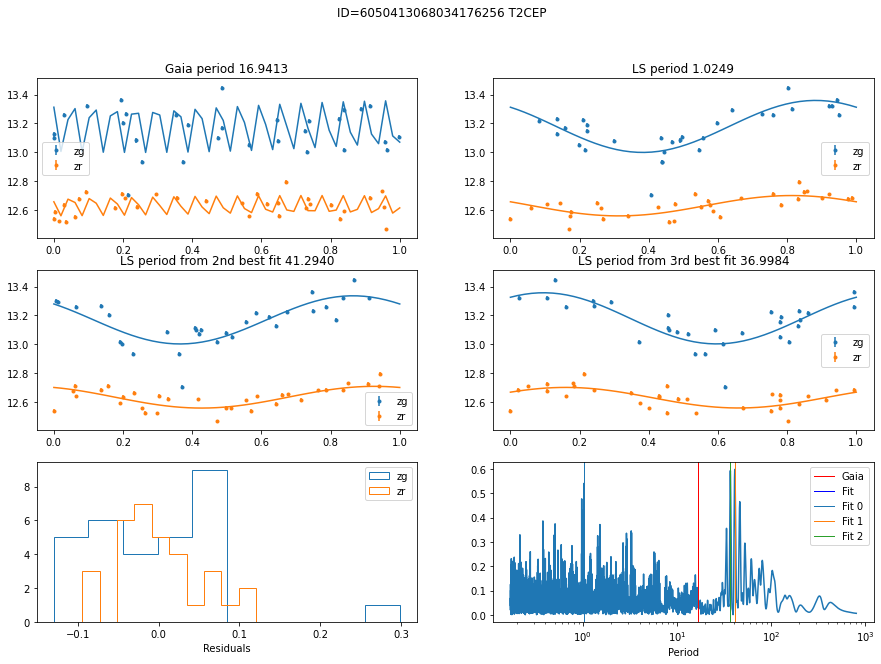 ID=6050413068034176256 T2CEP
Gaia period 16.9413
LS period 1.0249
13.4
13.2
13.0
12.8
12.6
zg
zr
0.0 0.2 0.4 0.6 0.8 1.0
13.4
13.2
13.0
12.8
12.6
zg
zr
0.0 0.2 0.4 0.6 0.8 1.0
LS period from 2nd best fit 41.2940
LS period from 3rd best fit 36.9984
13.4
13.2
13.0
12.8
12.6
zg
zr
0.0 0.2 0.4 0.6 0.8 1.0
13.4
13.2
13.0
12.8
12.6
zg
zr
0.0 0.2 0.4 0.6 0.8 1.0
8
6
4
2
0
zg
zr
−0.1 0.0 0.1 0.2 0.3
Residuals
0.6
0.5
0.4
0.3
0.2
0.1
0.0
Gaia
Fit
Fit 0
Fit 1
Fit 2
10⁰ 10¹ 10² 10³
Period